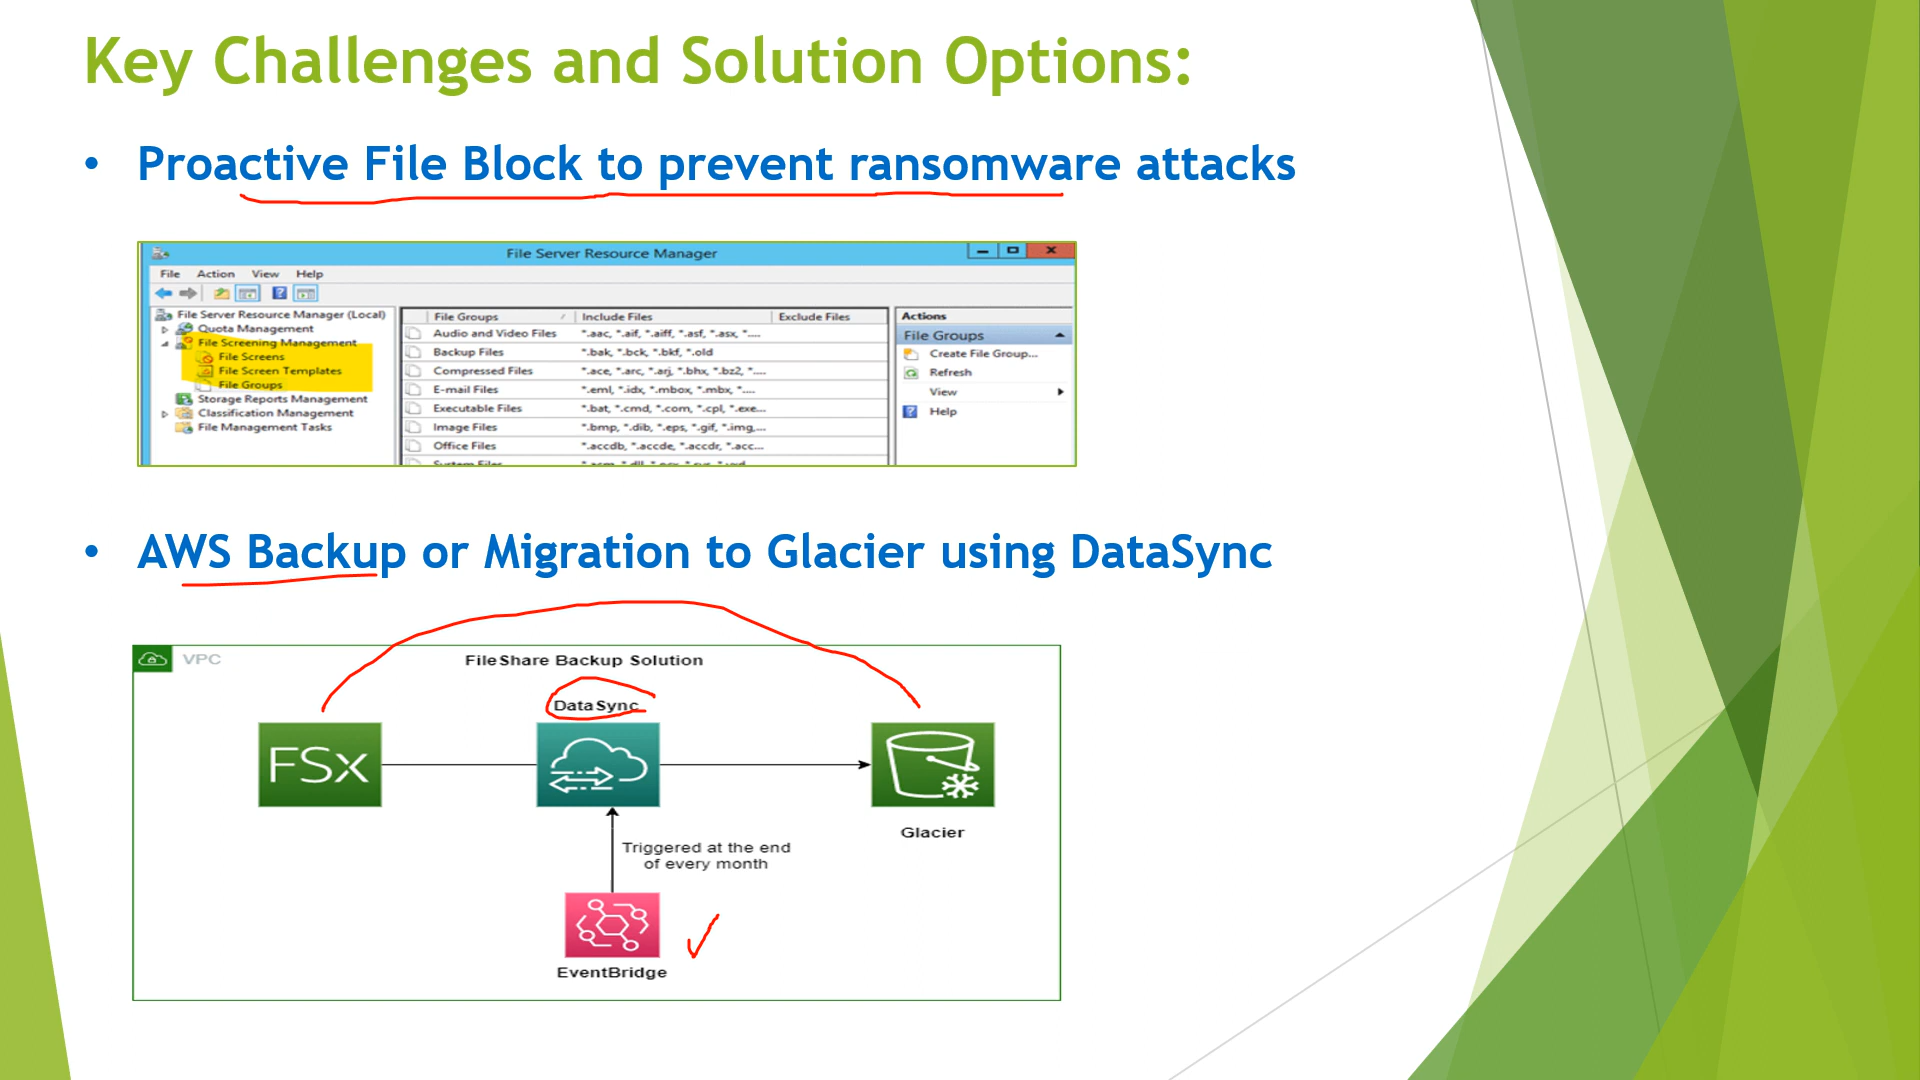 Key Challenges and Solution Options:
• Proactive File Block to prevent ransomware attacks
File Server Resource Manager
File Action View Help
File Server Resource Manager (Local)
Quota Management
File Screening Management
File Screens
File Screen Templates
File Groups
Storage Reports Management
Classification Management
File Management Tasks
File Groups Include Files Exclude Files
Audio and Video Files *.aac, *.aif, *.aiff, *.asf, *.asx, *....
Backup Files *.bak, *.bck, *.bkf, *.old
Compressed Files *.ace, *.arc, *.arj, *.bhx, *.bz2, *....
E-mail Files *.eml, *.idx, *.mbox, *.mbx, *....
Executable Files *.bat, *.cmd, *.com, *.cpl, *.exe...
Image Files *.bmp, *.dib, *.eps, *.gif, *.img,...
Office Files *.accdb, *.accde, *.accdr, *.acc...
System Files
Actions
File Groups
Create File Group...
Refresh
View
Help
• AWS Backup or Migration to Glacier using DataSync
VPC
FileShare Backup Solution
DataSync
FSx
Glacier
Triggered at the end
of every month
EventBridge